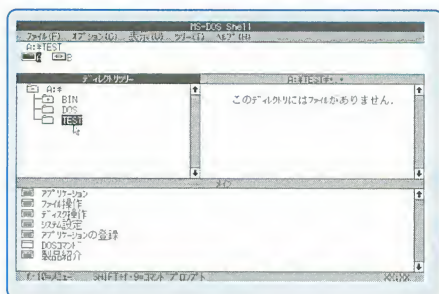 MS-DOS Shell
ファイル(F) オプション(O) 表示(V) ツリー(T) ヘルプ(H)
A:¥TEST
A B
ディレクトリツリー
A:¥TEST¥*.*
A:¥
BIN
DOS
TEST
このディレクトリにはファイルがありません.
メイン
アプリケーション
ファイル操作
ディスク操作
システム設定
アプリケーションの登録
DOSコマンド
製品紹介
f・10=メニュー SHIFT+f・9=コマンドプロンプト